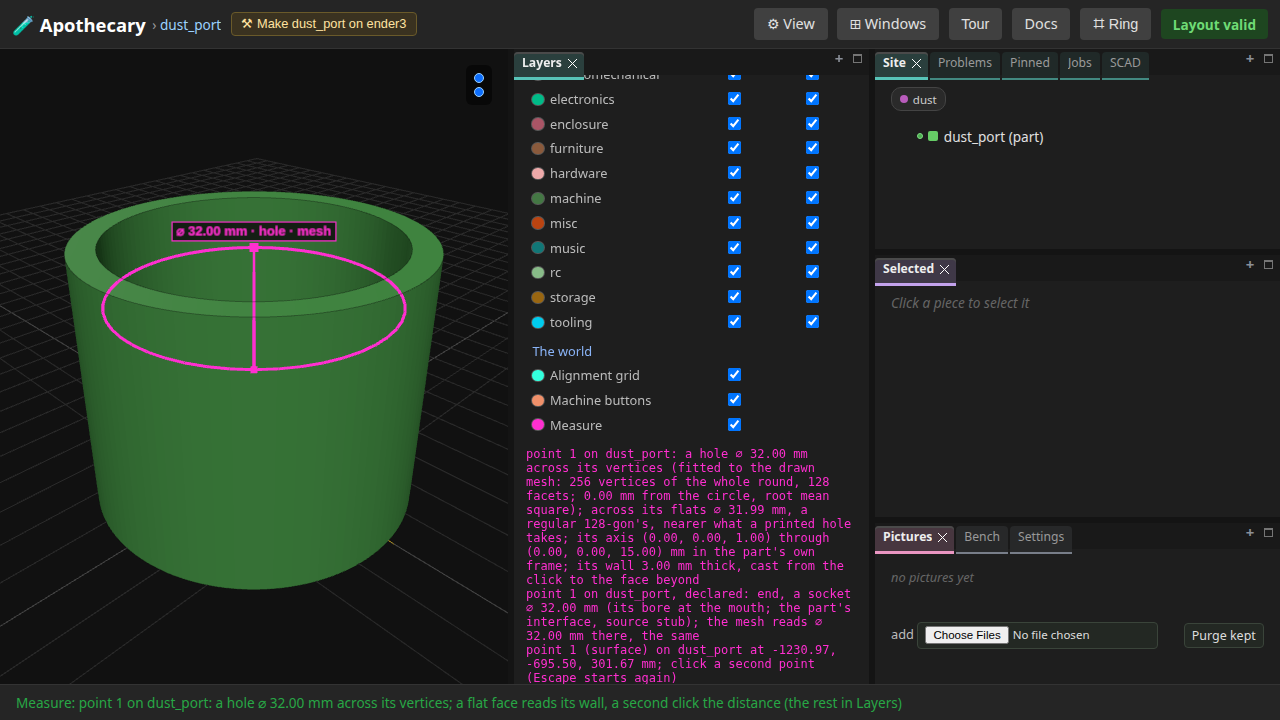 Apothecary › dust_port
⚒ Make dust_port on ender3
⚙ View
⊞ Windows
Tour
Docs
⌗ Ring
Layout valid
⌀ 32.00 mm · hole · mesh
Layers
electronics
enclosure
furniture
hardware
machine
misc
music
rc
storage
tooling
The world
Alignment grid
Machine buttons
Measure
point 1 on dust_port: a hole ⌀ 32.00 mm
across its vertices (fitted to the drawn
mesh: 256 vertices of the whole round, 128
facets; 0.00 mm from the circle, root mean
square); across its flats ⌀ 31.99 mm, a
regular 128-gon's, nearer what a printed hole
takes; its axis (0.00, 0.00, 1.00) through
(0.00, 0.00, 15.00) mm in the part's own
frame; its wall 3.00 mm thick, cast from the
click to the face beyond
point 1 on dust_port, declared: end, a socket
⌀ 32.00 mm (its bore at the mouth; the part's
interface, source stub); the mesh reads ⌀
32.00 mm there, the same
point 1 (surface) on dust_port at -1230.97,
-695.50, 301.67 mm; click a second point
(Escape starts again)
Site
Problems
Pinned
Jobs
SCAD
dust
dust_port (part)
Selected
Click a piece to select it
Pictures
Bench
Settings
no pictures yet
add Choose Files No file chosen
Purge kept
Measure: point 1 on dust_port: a hole ⌀ 32.00 mm across its vertices; a flat face reads its wall, a second click the distance (the rest in Layers)